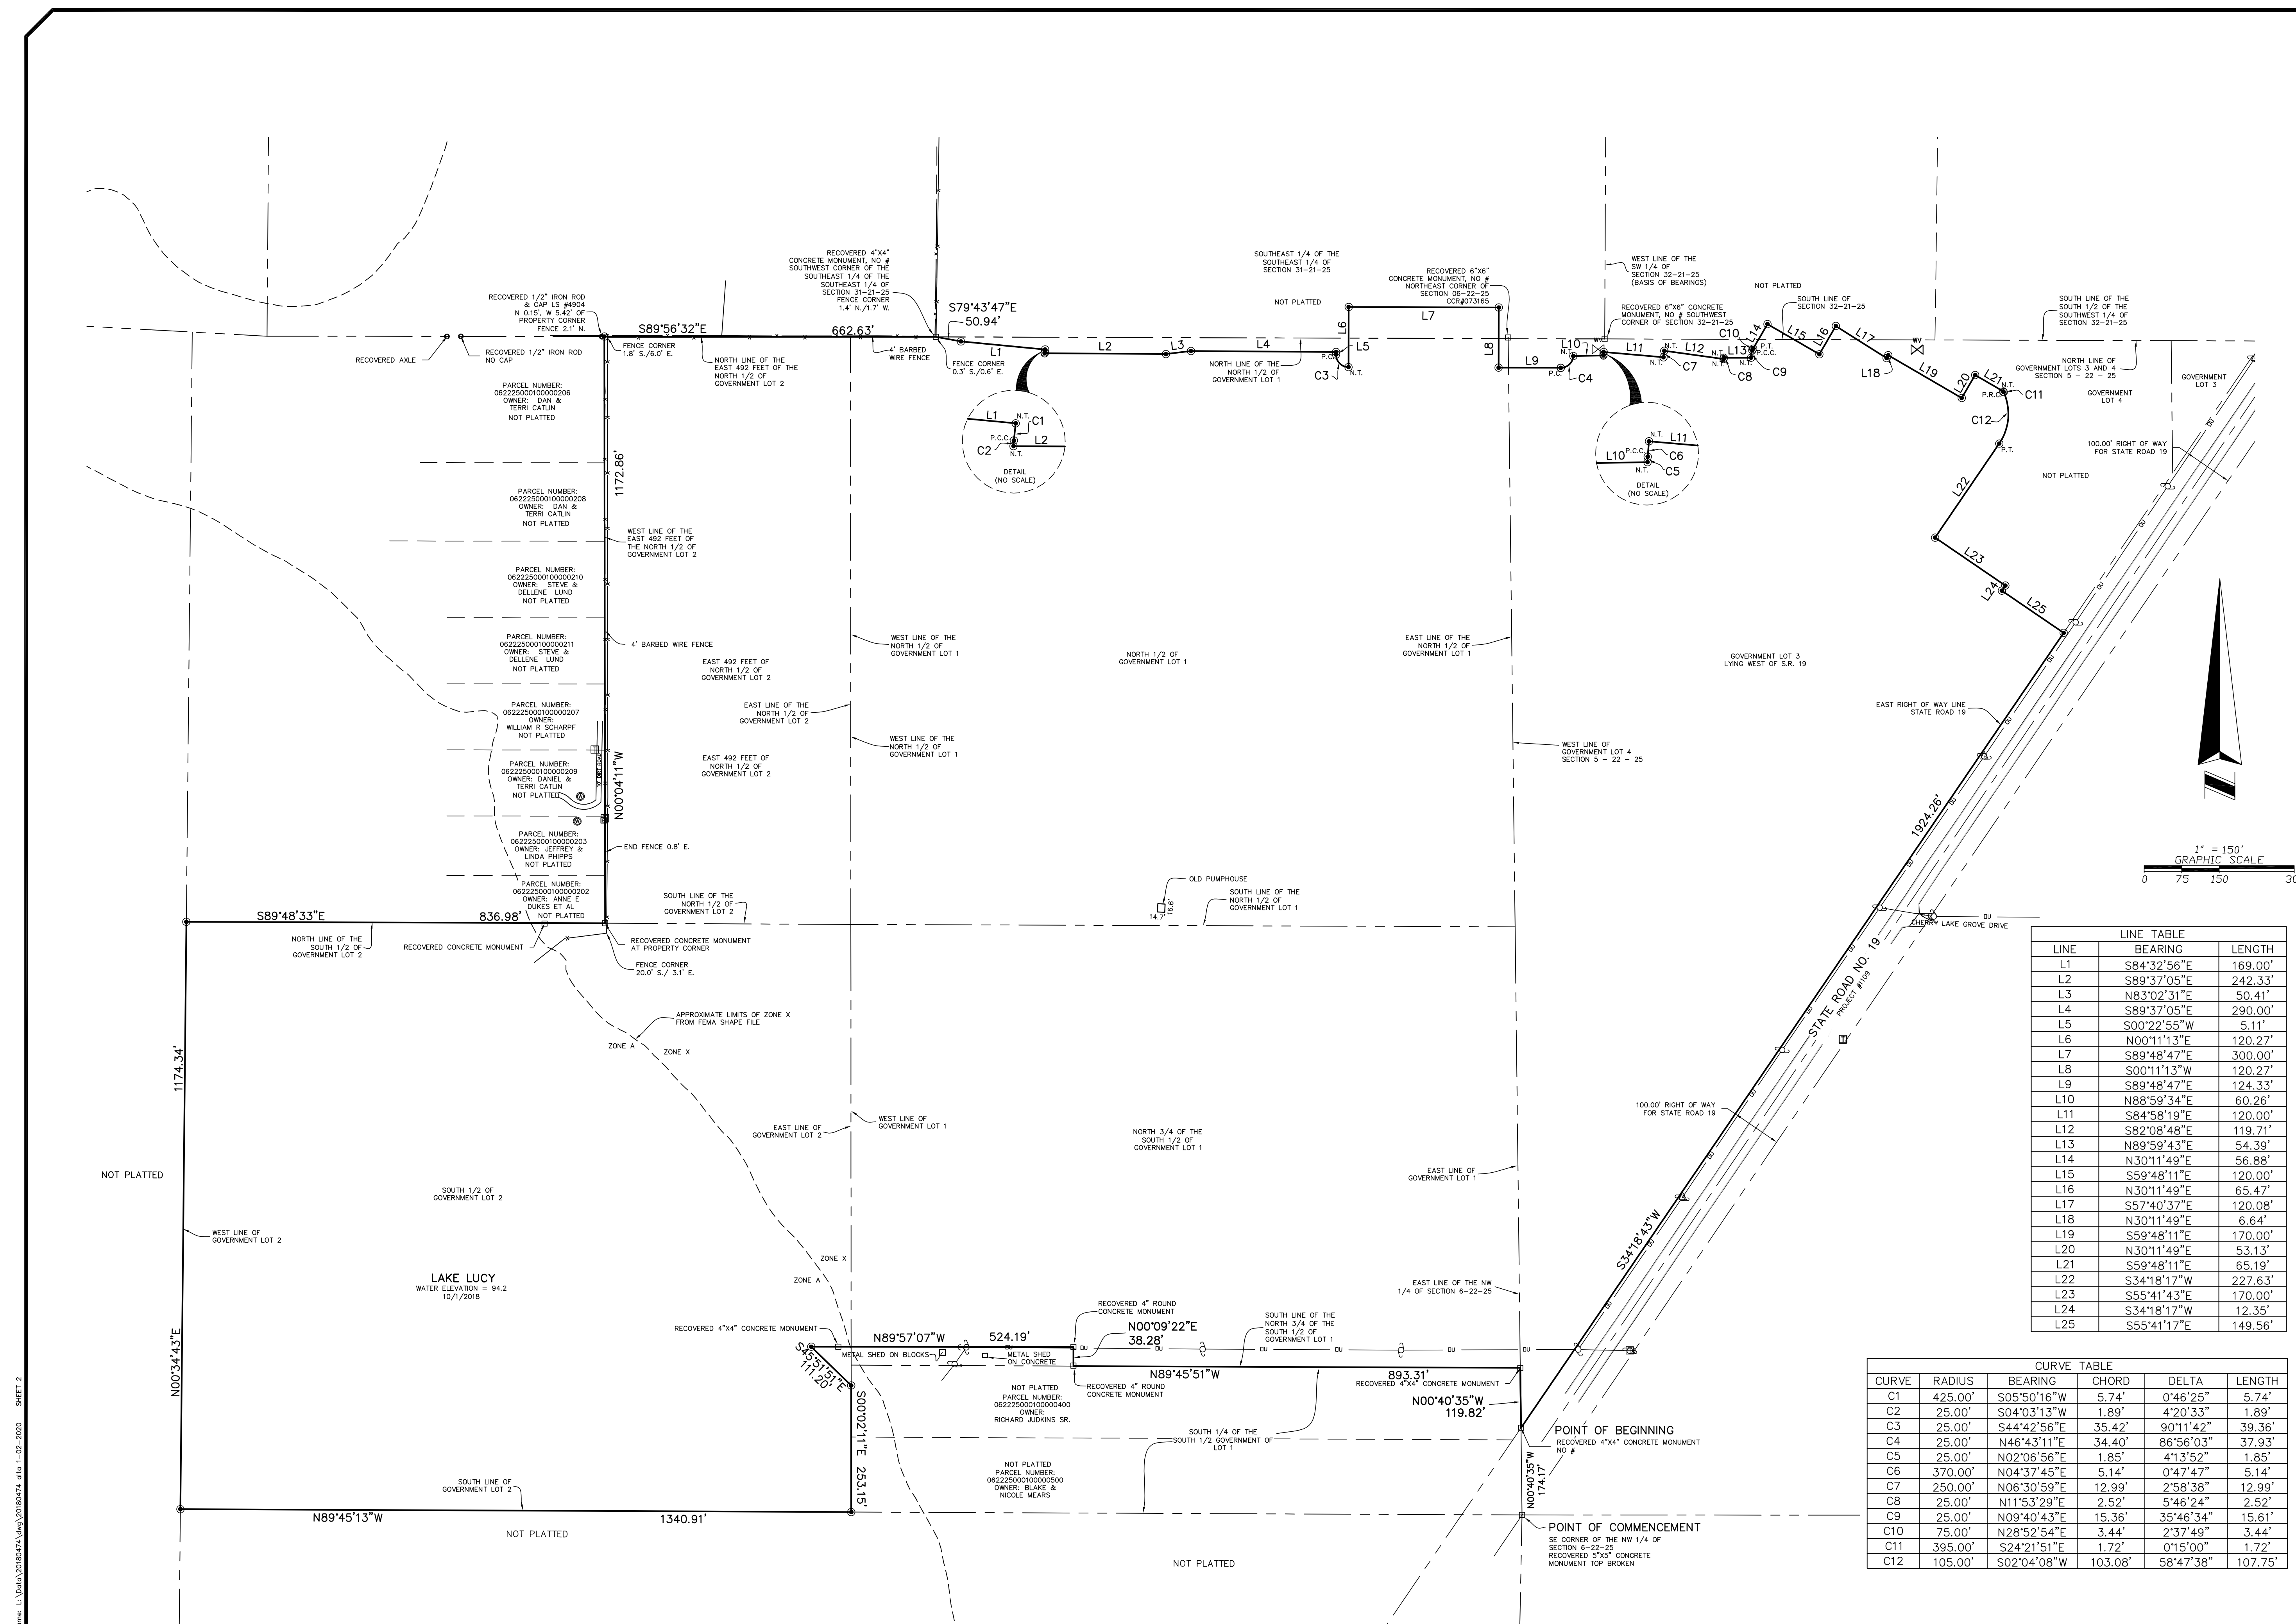 RECOVERED 4"X4"
CONCRETE MONUMENT, NO #
SOUTHWEST CORNER OF THE
SOUTHEAST 1/4 OF THE
SOUTHEAST 1/4 OF
SECTION 31-21-25
FENCE CORNER
1.4' N./1.7' W.
RECOVERED 1/2" IRON ROD
& CAP LS #4904
N 0.15', W 5.42' OF
PROPERTY CORNER
FENCE 2.1' N.
SOUTHEAST 1/4 OF THE
SOUTHEAST 1/4 OF
SECTION 31-21-25
NOT PLATTED
RECOVERED 6"X6"
CONCRETE MONUMENT, NO #
NORTHEAST CORNER OF
SECTION 06-22-25
CCR#073165
WEST LINE OF THE
SW 1/4 OF
SECTION 32-21-25
(BASIS OF BEARINGS)
NOT PLATTED
RECOVERED 6"X6" CONCRETE
MONUMENT, NO # SOUTHWEST
CORNER OF SECTION 32-21-25
SOUTH LINE OF
SECTION 32-21-25
SOUTH LINE OF THE
SOUTH 1/2 OF THE
SOUTHWEST 1/4 OF
SECTION 32-21-25
S79°43'47"E
50.94'
S89°56'32"E
662.63'
RECOVERED AXLE
RECOVERED 1/2" IRON ROD
NO CAP
FENCE CORNER
1.8' S./6.0' E.
NORTH LINE OF THE
EAST 492 FEET OF THE
NORTH 1/2 OF
GOVERNMENT LOT 2
4' BARBED
WIRE FENCE
FENCE CORNER
0.3' S./0.6' E.
L1
L2
L3
L4
NORTH LINE OF THE
NORTH 1/2 OF
GOVERNMENT LOT 1
L5
L6
L7
L8
L9
P.C.
C3
N.T.
P.C.
C4
N.T.
L10
WV
L11
N.T.
C7
L12
N.T.
N.T.
C8
L13
N.T.
C9
C10
P.T.
P.C.C.
L14
L15
L16
L17
L18
WV
L19
L20
L21
N.T.
P.R.C.
C11
C12
P.T.
L22
L23
L24
L25
NORTH LINE OF
GOVERNMENT LOTS 3 AND 4
SECTION 5 - 22 - 25
GOVERNMENT
LOT 3
GOVERNMENT
LOT 4
100.00' RIGHT OF WAY
FOR STATE ROAD 19
NOT PLATTED
L1
N.T.
C1
P.C.C.
C2
L2
N.T.
DETAIL
(NO SCALE)
N.T.
L11
P.C.C.
C6
L10
N.T.
C5
DETAIL
(NO SCALE)
PARCEL NUMBER:
062225000100000206
OWNER: DAN &
TERRI CATLIN
NOT PLATTED
PARCEL NUMBER:
062225000100000208
OWNER: DAN &
TERRI CATLIN
NOT PLATTED
PARCEL NUMBER:
062225000100000210
OWNER: STEVE &
DELLENE LUND
NOT PLATTED
PARCEL NUMBER:
062225000100000211
OWNER: STEVE &
DELLENE LUND
NOT PLATTED
PARCEL NUMBER:
062225000100000207
OWNER:
WILLIAM R SCHARPF
NOT PLATTED
PARCEL NUMBER:
062225000100000209
OWNER: DANIEL &
TERRI CATLIN
NOT PLATTED
PARCEL NUMBER:
062225000100000203
OWNER: JEFFREY &
LINDA PHIPPS
NOT PLATTED
PARCEL NUMBER:
062225000100000202
OWNER: ANNE E
DUKES ET AL
NOT PLATTED
1172.86'
N00°04'11"W
WEST LINE OF THE
EAST 492 FEET OF
THE NORTH 1/2 OF
GOVERNMENT LOT 2
4' BARBED WIRE FENCE
END FENCE 0.8' E.
EAST 492 FEET OF
NORTH 1/2 OF
GOVERNMENT LOT 2
EAST LINE OF THE
NORTH 1/2 OF
GOVERNMENT LOT 2
EAST 492 FEET OF
NORTH 1/2 OF
GOVERNMENT LOT 2
WEST LINE OF THE
NORTH 1/2 OF
GOVERNMENT LOT 1
WEST LINE OF THE
NORTH 1/2 OF
GOVERNMENT LOT 1
NORTH 1/2 OF
GOVERNMENT LOT 1
EAST LINE OF THE
NORTH 1/2 OF
GOVERNMENT LOT 1
WEST LINE OF
GOVERNMENT LOT 4
SECTION 5 - 22 - 25
GOVERNMENT LOT 3
LYING WEST OF S.R. 19
EAST RIGHT OF WAY LINE
STATE ROAD 19
1924.26'
1" = 150'
GRAPHIC SCALE
0 75 150
OLD PUMPHOUSE
14.7'
16.6'
SOUTH LINE OF THE
NORTH 1/2 OF
GOVERNMENT LOT 1
SOUTH LINE OF THE
NORTH 1/2 OF
GOVERNMENT LOT 2
S89°48'33"E
836.98'
NORTH LINE OF THE
SOUTH 1/2 OF
GOVERNMENT LOT 2
RECOVERED CONCRETE MONUMENT
RECOVERED CONCRETE MONUMENT
AT PROPERTY CORNER
FENCE CORNER
20.0' S./ 3.1' E.
CHERRY LAKE GROVE DRIVE
STATE ROAD NO. 19
PROJECT #1109
APPROXIMATE LIMITS OF ZONE X
FROM FEMA SHAPE FILE
ZONE A
ZONE X
1174.34'
N00°34'43"E
NOT PLATTED
WEST LINE OF
GOVERNMENT LOT 2
SOUTH 1/2 OF
GOVERNMENT LOT 2
EAST LINE OF
GOVERNMENT LOT 2
WEST LINE OF
GOVERNMENT LOT 1
NORTH 3/4 OF THE
SOUTH 1/2 OF
GOVERNMENT LOT 1
EAST LINE OF
GOVERNMENT LOT 1
100.00' RIGHT OF WAY
FOR STATE ROAD 19
S34°18'43"W
ZONE X
ZONE A
LAKE LUCY
WATER ELEVATION = 94.2
10/1/2018
EAST LINE OF THE NW
1/4 OF SECTION 6-22-25
RECOVERED 4"X4" CONCRETE MONUMENT
N89°57'07"W
524.19'
RECOVERED 4" ROUND
CONCRETE MONUMENT
N00°09'22"E
38.28'
SOUTH LINE OF THE
NORTH 3/4 OF THE
SOUTH 1/2 OF
GOVERNMENT LOT 1
METAL SHED ON BLOCKS
METAL SHED
ON CONCRETE
S45°51'51"E
111.20'
N89°45'51"W
893.31'
RECOVERED 4" ROUND
CONCRETE MONUMENT
RECOVERED 4"X4" CONCRETE MONUMENT
NOT PLATTED
PARCEL NUMBER:
062225000100000400
OWNER:
RICHARD JUDKINS SR.
N00°40'35"W
119.82'
S00°02'11"E 253.15'
SOUTH 1/4 OF THE
SOUTH 1/2 GOVERNMENT OF
LOT 1
POINT OF BEGINNING
RECOVERED 4"X4" CONCRETE MONUMENT
NO #
NOT PLATTED
PARCEL NUMBER:
062225000100000500
OWNER: BLAKE &
NICOLE MEARS
N00°40'35"W
174.17'
SOUTH LINE OF
GOVERNMENT LOT 2
N89°45'13"W
1340.91'
NOT PLATTED
NOT PLATTED
POINT OF COMMENCEMENT
SE CORNER OF THE NW 1/4 OF
SECTION 6-22-25
RECOVERED 5"X5" CONCRETE
MONUMENT TOP BROKEN
LINE TABLE
LINE BEARING LENGTH
L1 S84°32'56"E 169.00'
L2 S89°37'05"E 242.33'
L3 N83°02'31"E 50.41'
L4 S89°37'05"E 290.00'
L5 S00°22'55"W 5.11'
L6 N00°11'13"E 120.27'
L7 S89°48'47"E 300.00'
L8 S00°11'13"W 120.27'
L9 S89°48'47"E 124.33'
L10 N88°59'34"E 60.26'
L11 S84°58'19"E 120.00'
L12 S82°08'48"E 119.71'
L13 N89°59'43"E 54.39'
L14 N30°11'49"E 56.88'
L15 S59°48'11"E 120.00'
L16 N30°11'49"E 65.47'
L17 S57°40'37"E 120.08'
L18 N30°11'49"E 6.64'
L19 S59°48'11"E 170.00'
L20 N30°11'49"E 53.13'
L21 S59°48'11"E 65.19'
L22 S34°18'17"W 227.63'
L23 S55°41'43"E 170.00'
L24 S34°18'17"W 12.35'
L25 S55°41'17"E 149.56'
CURVE TABLE
CURVE RADIUS BEARING CHORD DELTA LENGTH
C1 425.00' S05°50'16"W 5.74' 0°46'25" 5.74'
C2 25.00' S04°03'13"W 1.89' 4°20'33" 1.89'
C3 25.00' S44°42'56"E 35.42' 90°11'42" 39.36'
C4 25.00' N46°43'11"E 34.40' 86°56'03" 37.93'
C5 25.00' N02°06'56"E 1.85' 4°13'52" 1.85'
C6 370.00' N04°37'45"E 5.14' 0°47'47" 5.14'
C7 250.00' N06°30'59"E 12.99' 2°58'38" 12.99'
C8 25.00' N11°53'29"E 2.52' 5°46'24" 2.52'
C9 25.00' N09°40'43"E 15.36' 35°46'34" 15.61'
C10 75.00' N28°52'54"E 3.44' 2°37'49" 3.44'
C11 395.00' S24°21'51"E 1.72' 0°15'00" 1.72'
C12 105.00' S02°04'08"W 103.08' 58°47'38" 107.75'
L:\Data\20180474\dwg\20180474 alta 1-02-2020 SHEET 2